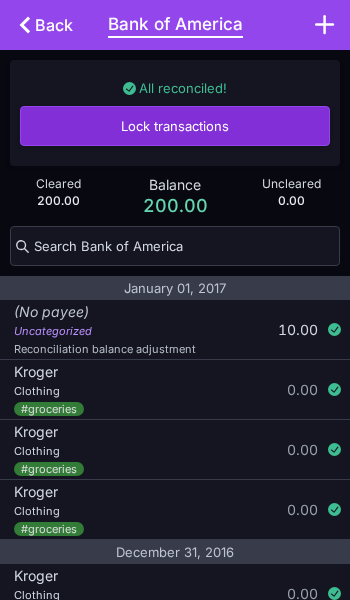 Back
Bank of America
All reconciled!
Lock transactions
Cleared
200.00
Balance
200.00
Uncleared
0.00
Search Bank of America
January 01, 2017
(No payee)
Uncategorized
Reconciliation balance adjustment
10.00
Kroger
Clothing
#groceries
0.00
Kroger
Clothing
#groceries
0.00
Kroger
Clothing
#groceries
0.00
December 31, 2016
Kroger
Clothing
0.00